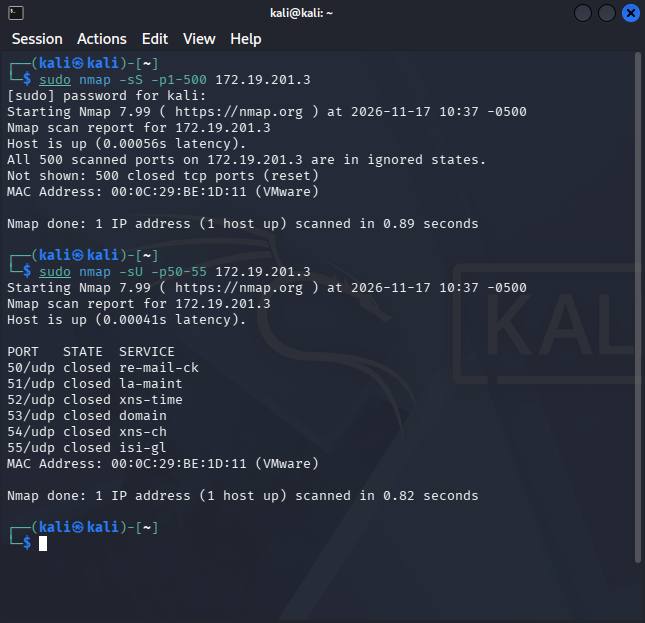 kali@kali: ~
Session Actions Edit View Help
┌──(kali㉿kali)-[~]
└─$ sudo nmap -sS -p1-500 172.19.201.3
[sudo] password for kali:
Starting Nmap 7.99 ( https://nmap.org ) at 2026-11-17 10:37 -0500
Nmap scan report for 172.19.201.3
Host is up (0.00056s latency).
All 500 scanned ports on 172.19.201.3 are in ignored states.
Not shown: 500 closed tcp ports (reset)
MAC Address: 00:0C:29:BE:1D:11 (VMware)
Nmap done: 1 IP address (1 host up) scanned in 0.89 seconds
┌──(kali㉿kali)-[~]
└─$ sudo nmap -sU -p50-55 172.19.201.3
Starting Nmap 7.99 ( https://nmap.org ) at 2026-11-17 10:37 -0500
Nmap scan report for 172.19.201.3
Host is up (0.00041s latency).
PORT   STATE  SERVICE
50/udp closed re-mail-ck
51/udp closed la-maint
52/udp closed xns-time
53/udp closed domain
54/udp closed xns-ch
55/udp closed isi-gl
MAC Address: 00:0C:29:BE:1D:11 (VMware)
Nmap done: 1 IP address (1 host up) scanned in 0.82 seconds
┌──(kali㉿kali)-[~]
└─$
KAL